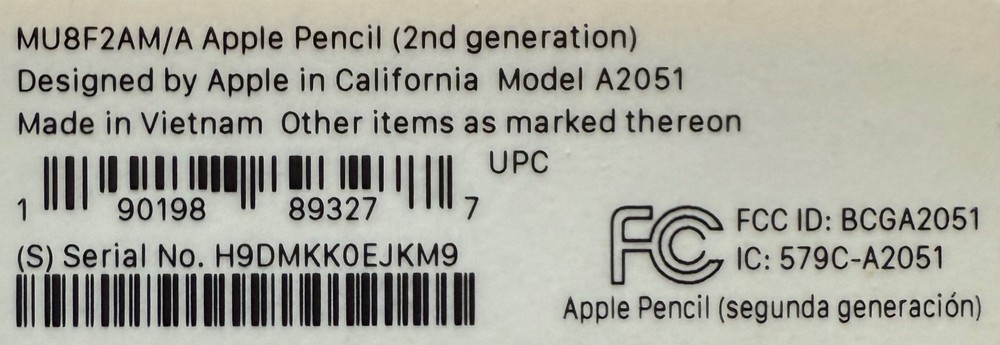 MU8F2AM/A Apple Pencil (2nd generation)
Designed by Apple in California Model A2051
Made in Vietnam Other items as marked thereon
UPC
1 90198 89327 7
(S) Serial No. H9DMKK0EJKM9
FC FCC ID: BCGA2051
IC: 579C-A2051
Apple Pencil (segunda generación)